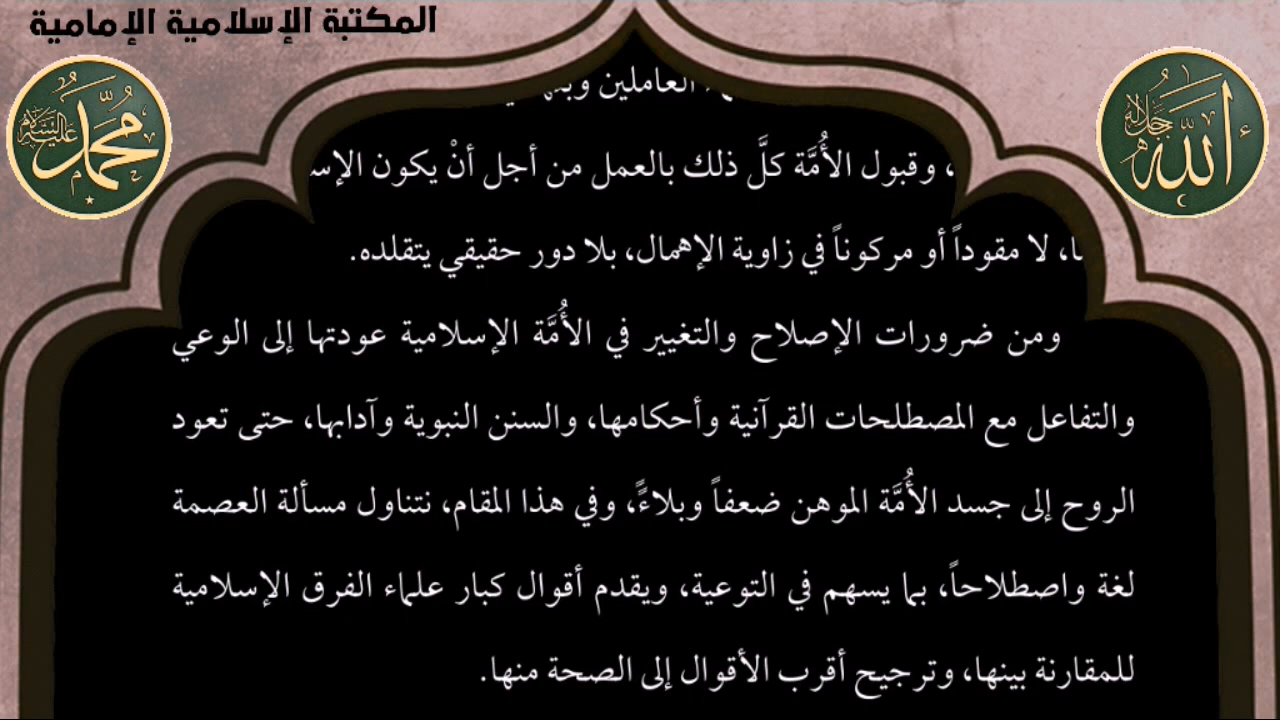 المكتبة الإسلامية الإمامية
الله جل جلاله
محمد عليه السلام
العاملين
، وقبول الأُمَّة كلَّ ذلك بالعمل من أجل أنْ يكون
، لا مقوداً أو مركوناً في زاوية الإهمال، بلا دور حقيقي يتقلده.
ومن ضرورات الإصلاح والتغيير في الأُمَّة الإسلامية عودتها إلى الوعي
والتفاعل مع المصطلحات القرآنية وأحكامها، والسنن النبوية وآدابها، حتى تعود
الروح إلى جسد الأُمَّة الموهن ضعفاً وبلاءً، وفي هذا المقام، نتناول مسألة العصمة
لغة واصطلاحاً، بما يسهم في التوعية، ويقدم أقوال كبار علماء الفرق الإسلامية
للمقارنة بينها، وترجيح أقرب الأقوال إلى الصحة منها.